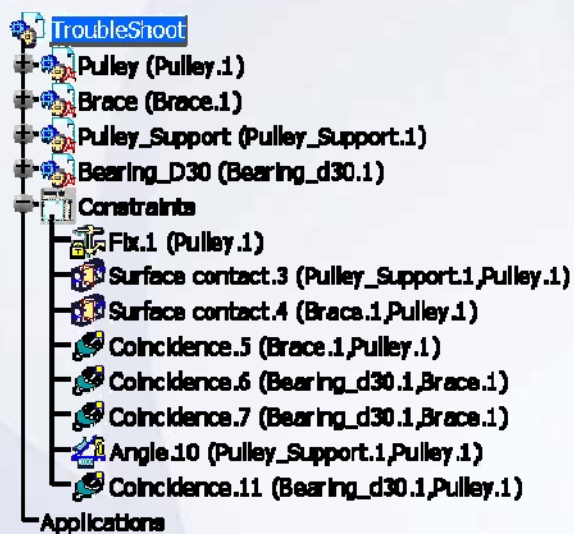 TroubleShoot
Pulley (Pulley.1)
Brace (Brace.1)
Pulley_Support (Pulley_Support.1)
Bearing_D30 (Bearing_d30.1)
Constraints
Fix.1 (Pulley.1)
Surface contact.3 (Pulley_Support.1,Pulley.1)
Surface contact.4 (Brace.1,Pulley.1)
Coincidence.5 (Brace.1,Pulley.1)
Coincidence.6 (Bearing_d30.1,Brace.1)
Coincidence.7 (Bearing_d30.1,Brace.1)
Angle.10 (Pulley_Support.1,Pulley.1)
Coincidence.11 (Bearing_d30.1,Pulley.1)
Applications